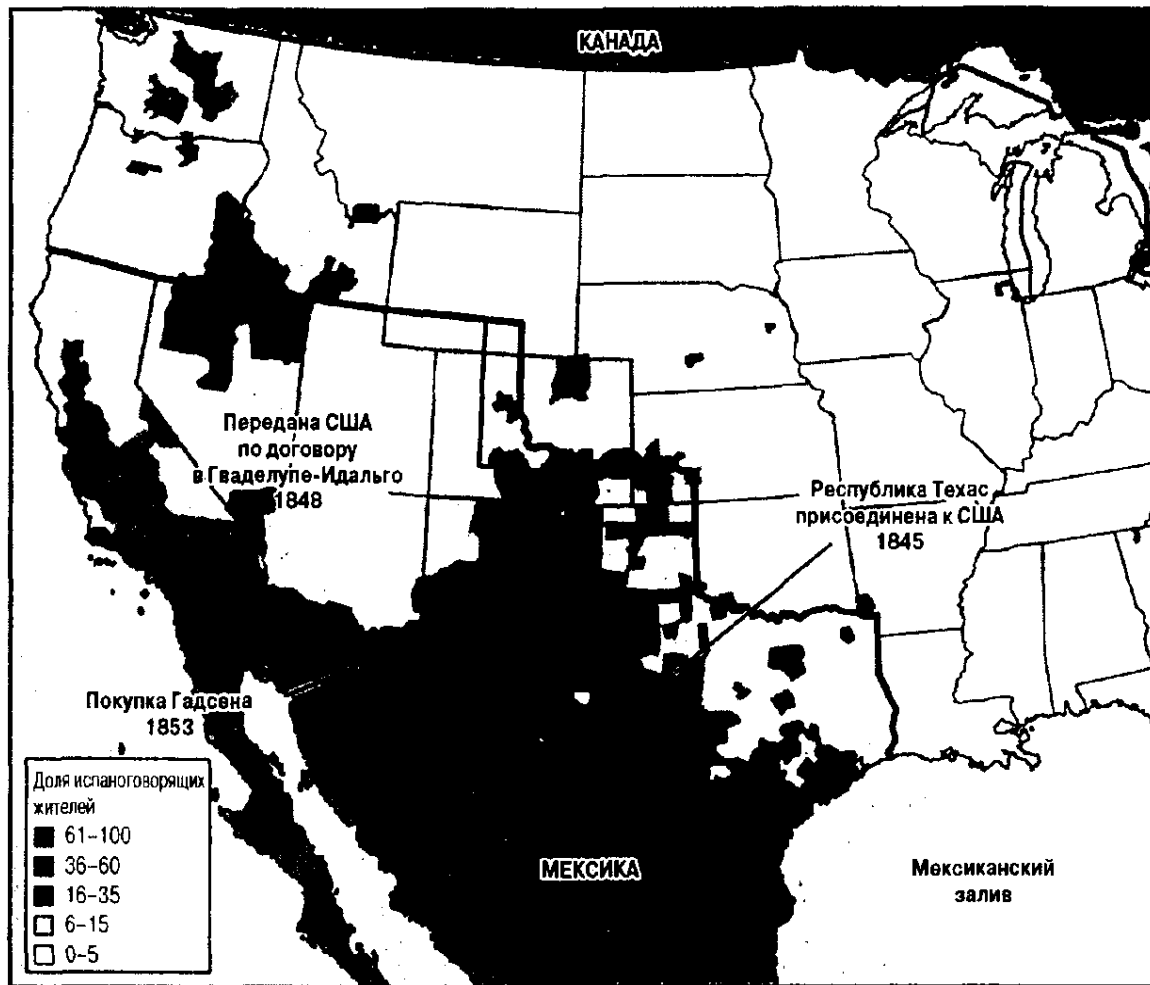 КАНАДА
Передана США
по договору
в Гваделупе-Идальго
1848
Республика Техас
присоединена к США
1845
Покупка Гадсена
1853
Доля испаноговорящих
жителей
61–100
36–60
16–35
6–15
0–5
МЕКСИКА
Мексиканский
залив